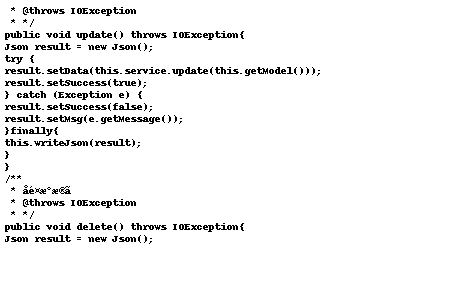 * @throws IOException
* */
public void update() throws IOException{
Json result = new Json();
try {
result.setData(this.service.update(this.getModel()));
result.setSuccess(true);
} catch (Exception e) {
result.setSuccess(false);
result.setMsg(e.getMessage());
}finally{
this.writeJson(result);
}
}
/**
*
* @throws IOException
* */
public void delete() throws IOException{
Json result = new Json();